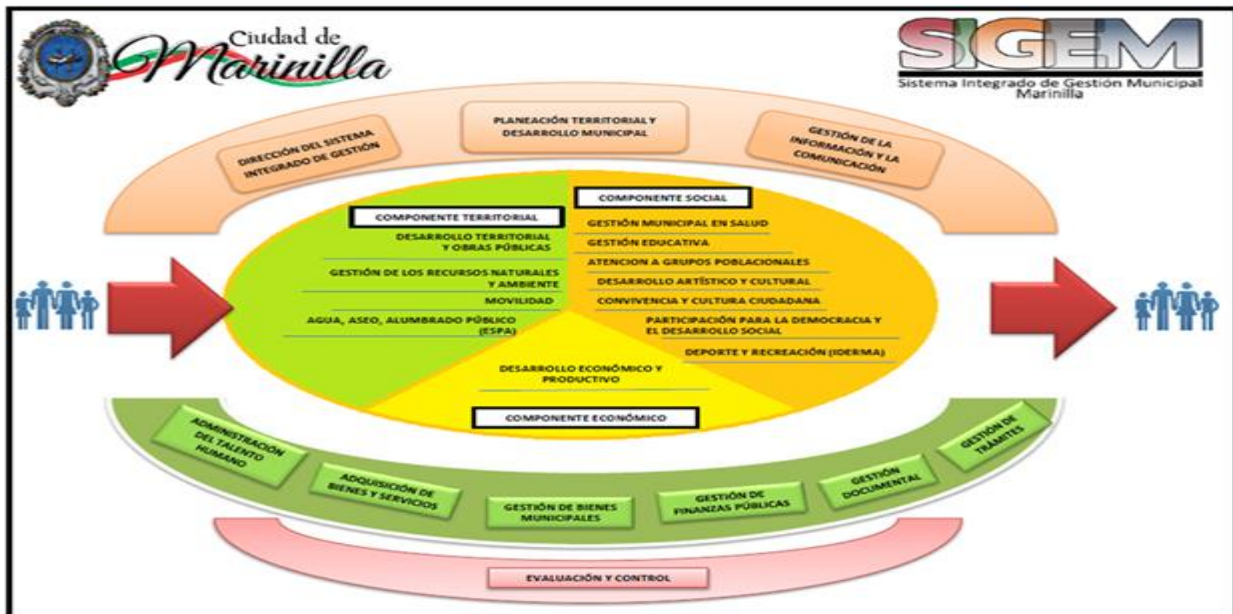 Ciudad de
Marinilla
SIGEM
Sistema Integrado de Gestión Municipal
Marinilla
DIRECCIÓN DEL SISTEMA
INTEGRADO DE GESTIÓN
PLANEACIÓN TERRITORIAL Y
DESARROLLO MUNICIPAL
GESTIÓN DE LA
INFORMACIÓN Y LA
COMUNICACIÓN
COMPONENTE TERRITORIAL
DESARROLLO TERRITORIAL
Y OBRAS PÚBLICAS
GESTIÓN DE LOS RECURSOS NATURALES
Y AMBIENTE
MOVILIDAD
AGUA, ASEO, ALUMBRADO PÚBLICO
(ESPA)
COMPONENTE SOCIAL
GESTIÓN MUNICIPAL EN SALUD
GESTIÓN EDUCATIVA
ATENCION A GRUPOS POBLACIONALES
DESARROLLO ARTÍSTICO Y CULTURAL
CONVIVENCIA Y CULTURA CIUDADANA
PARTICIPACIÓN PARA LA DEMOCRACIA Y
EL DESARROLLO SOCIAL
DEPORTE Y RECREACIÓN (IDERMA)
DESARROLLO ECONÓMICO Y
PRODUCTIVO
COMPONENTE ECONÓMICO
ADMINISTRACIÓN
DEL TALENTO
HUMANO
ADQUISICIÓN DE
BIENES Y SERVICIOS
GESTIÓN DE BIENES
MUNICIPALES
GESTIÓN DE
FINANZAS PÚBLICAS
GESTIÓN
DOCUMENTAL
GESTIÓN DE
TRÁMITES
EVALUACIÓN Y CONTROL